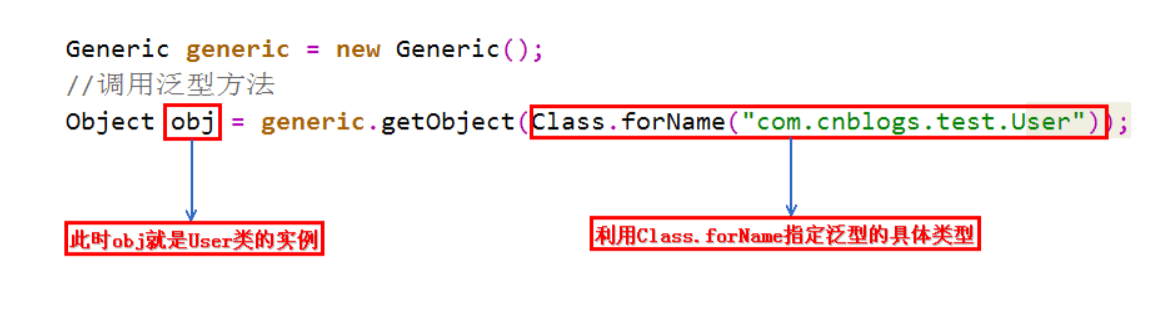 Generic generic = new Generic();
//调用泛型方法
Object obj = generic.getObject(Class.forName("com.cnblogs.test.User"));
此时obj就是User类的实例
利用Class.forName指定泛型的具体类型